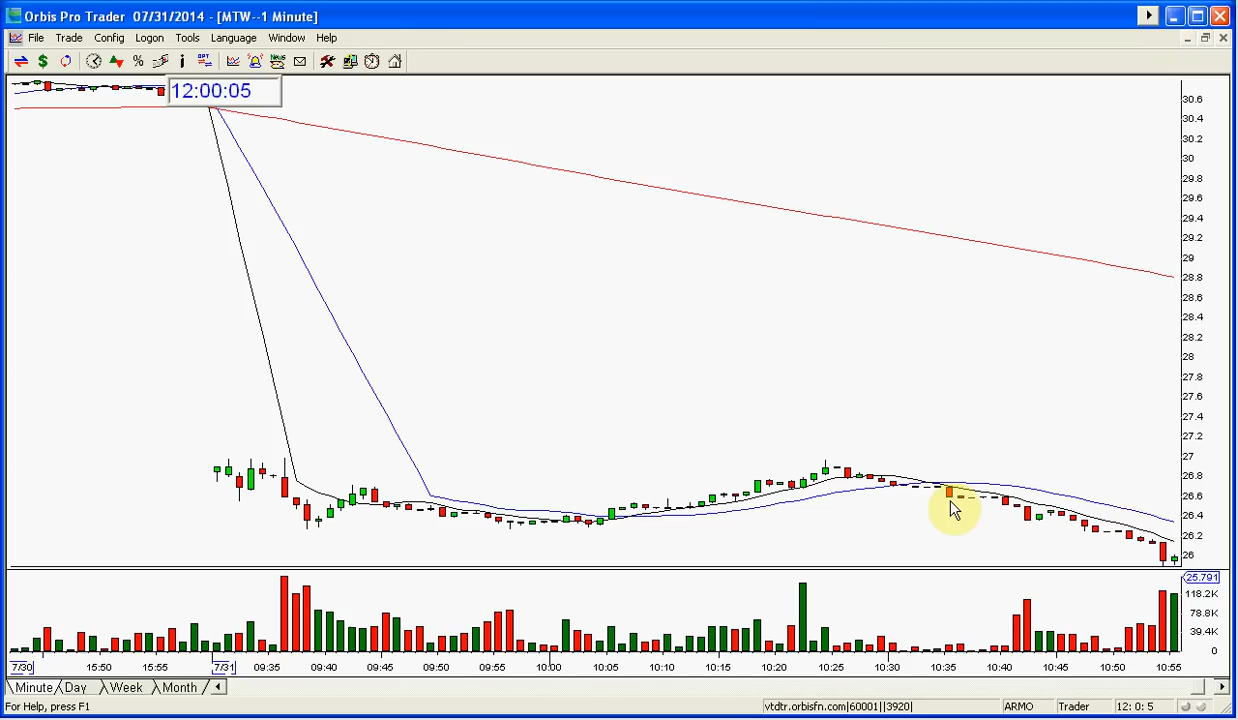 Orbis Pro Trader 07/31/2014 - [MTW--1 Minute]
File Trade Config Logon Tools Language Window Help
OPT
News
12:00:05
30.6
30.4
30.2
30
29.8
29.6
29.4
29.2
29
28.8
28.6
28.4
28.2
28
27.8
27.6
27.4
27.2
27
26.8
26.6
26.4
26.2
26
25.791
118.2K
78.8K
39.4K
0
7/30 15:50 15:55 7/31 09:35 09:40 09:45 09:50 09:55 10:00 10:05 10:10 10:15 10:20 10:25 10:30 10:35 10:40 10:45 10:50 10:55
Minute Day Week Month
For Help, press F1 vtdtr.orbisfn.com|60001||3920| ARMO Trader 12: 0: 5